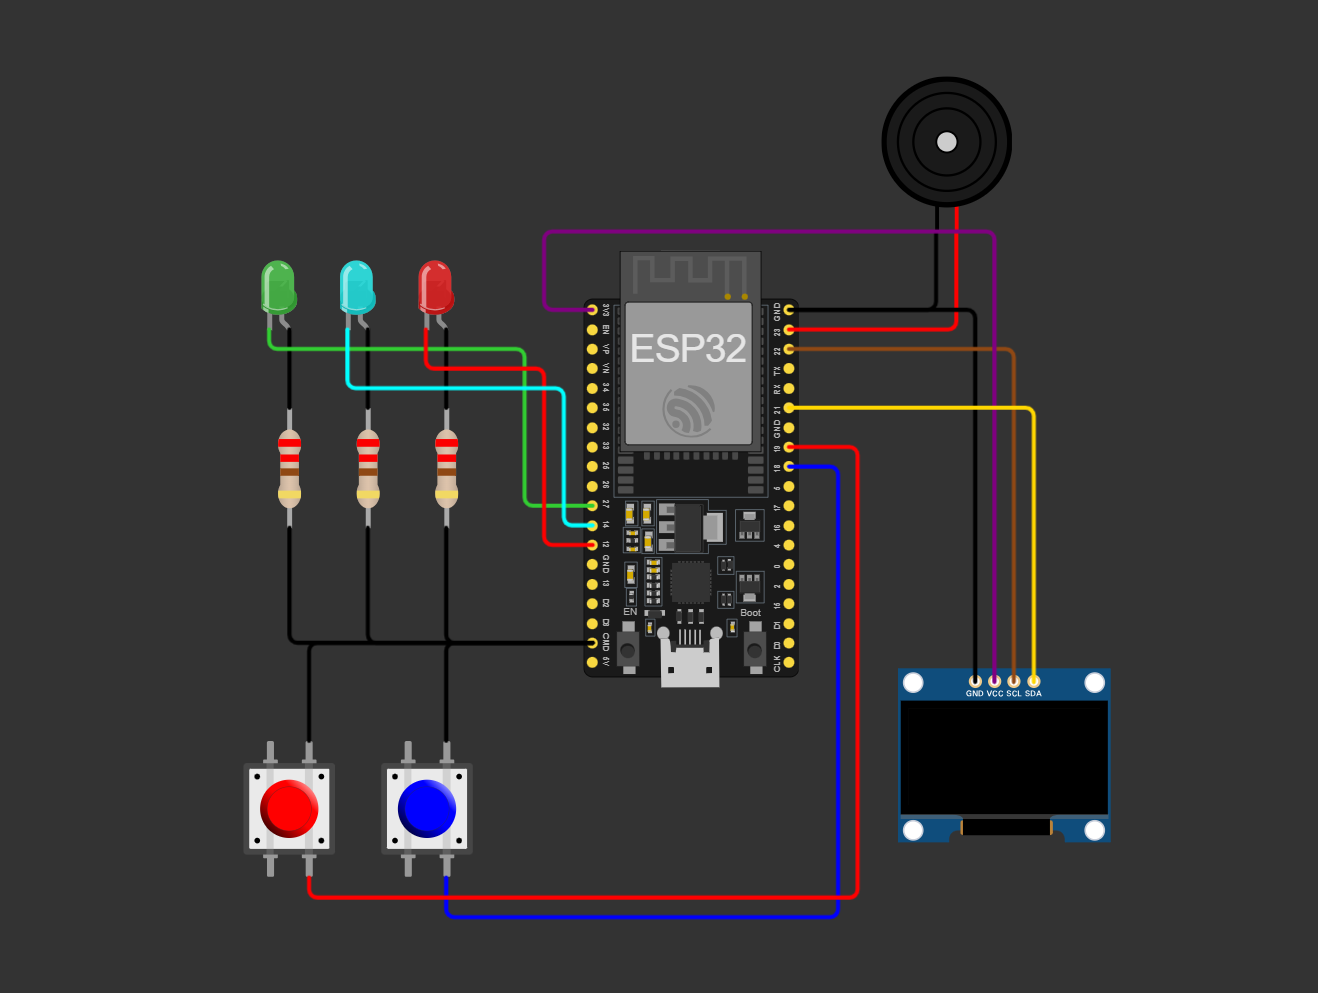 ESP32
3V3
EN
VP
VN
34
35
32
33
25
26
27
14
12
GND
13
D2
D3
CMD
5V
GND
23
22
TX
RX
21
GND
19
18
5
17
16
4
0
2
15
D1
D0
CLK
EN
Boot
GND VCC SCL SDA